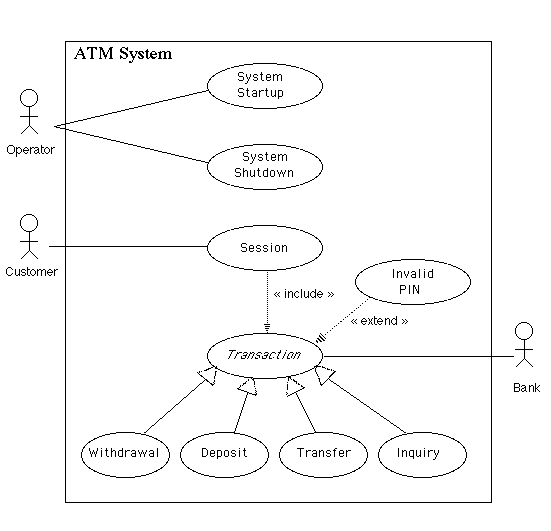 ATM System
System
Startup
Operator
System
Shutdown
Customer
Session
Invalid
PIN
« include »
« extend »
Transaction
Bank
Withdrawal
Deposit
Transfer
Inquiry